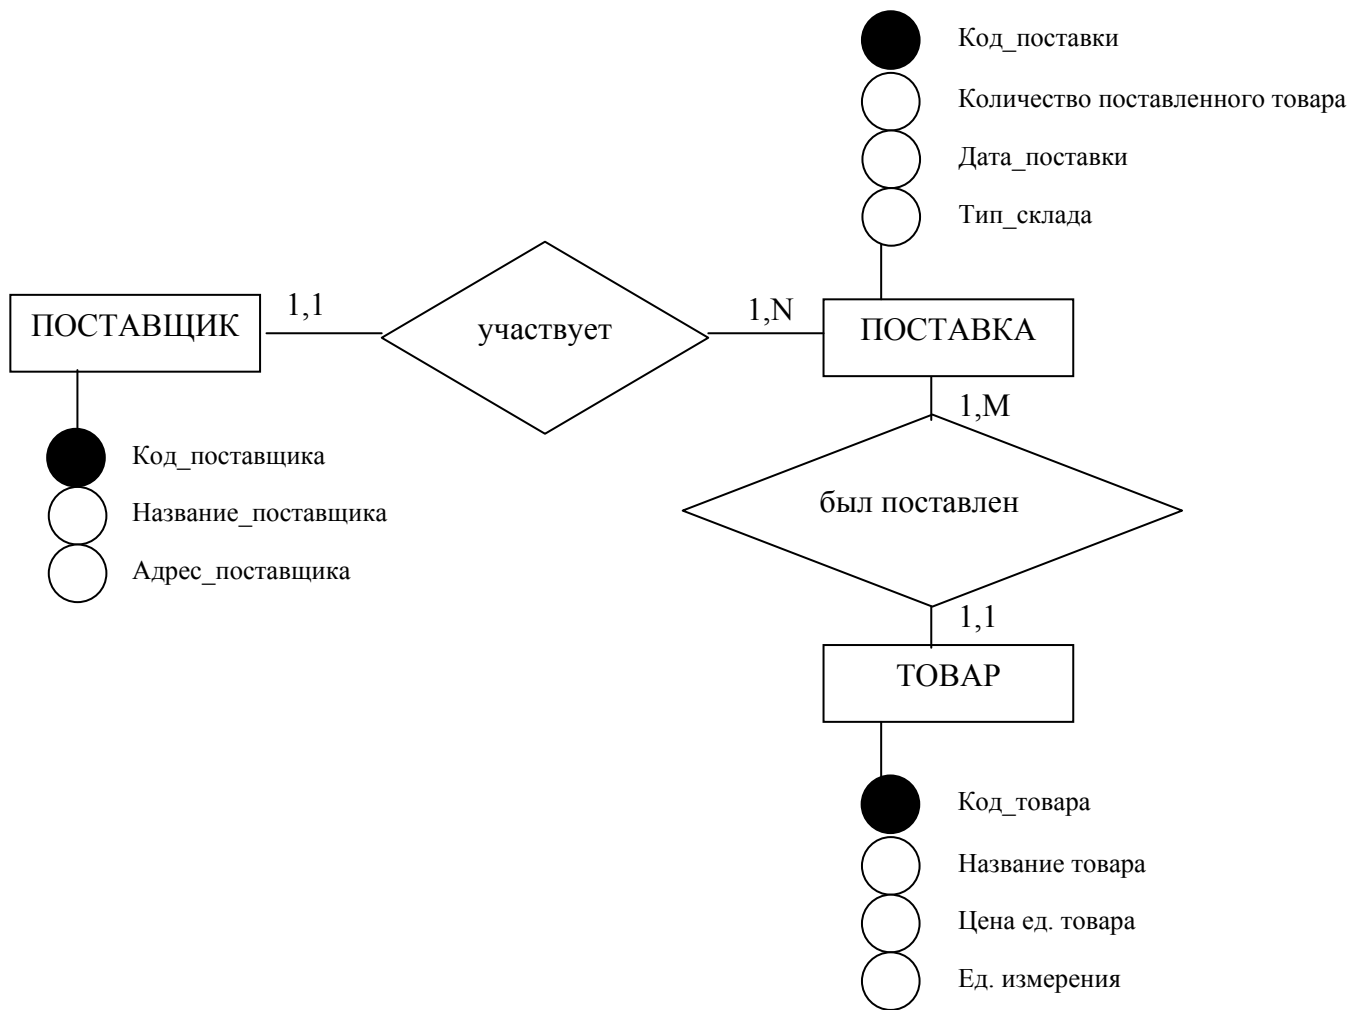 Код_поставки
Количество поставленного товара
Дата_поставки
Тип_склада
ПОСТАВЩИК
1,1
участвует
1,N
ПОСТАВКА
1,M
Код_поставщика
Название_поставщика
Адрес_поставщика
был поставлен
1,1
ТОВАР
Код_товара
Название товара
Цена ед. товара
Ед. измерения